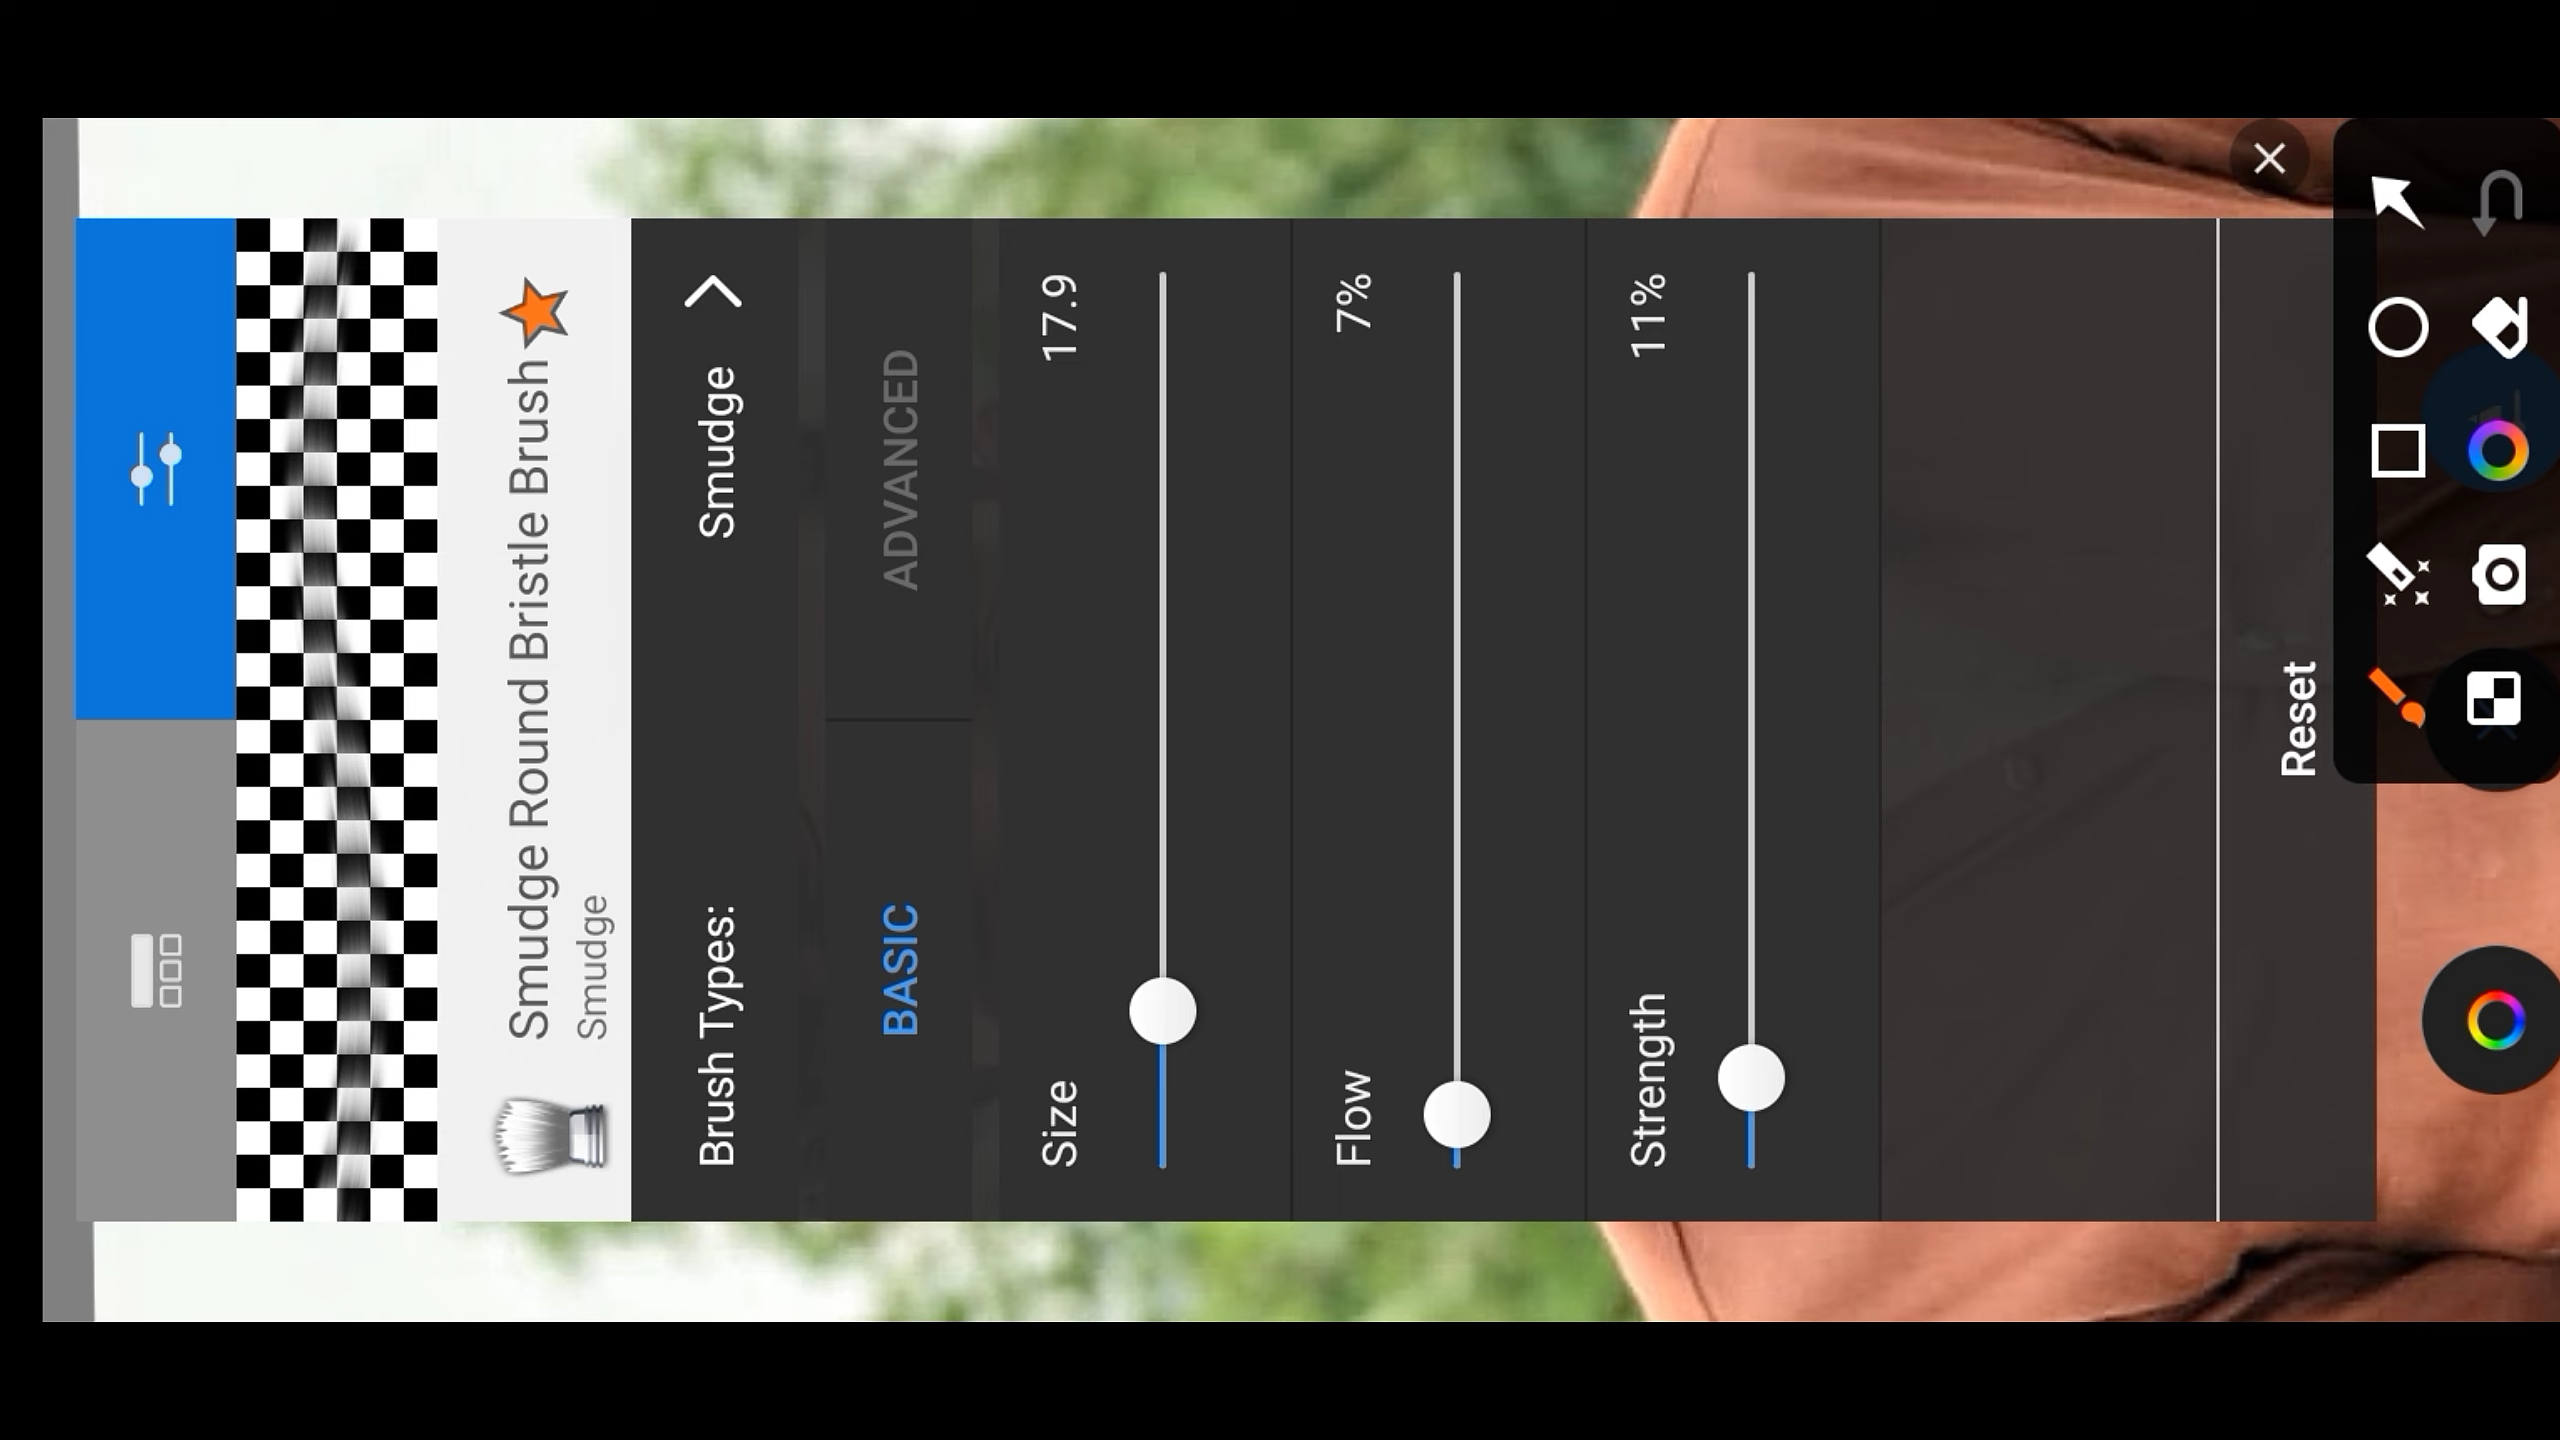 Smudge Round Bristle Brush
Smudge
Brush Types: Smudge
BASIC ADVANCED
Size 17.9
Flow 7%
Strength 11%
Reset